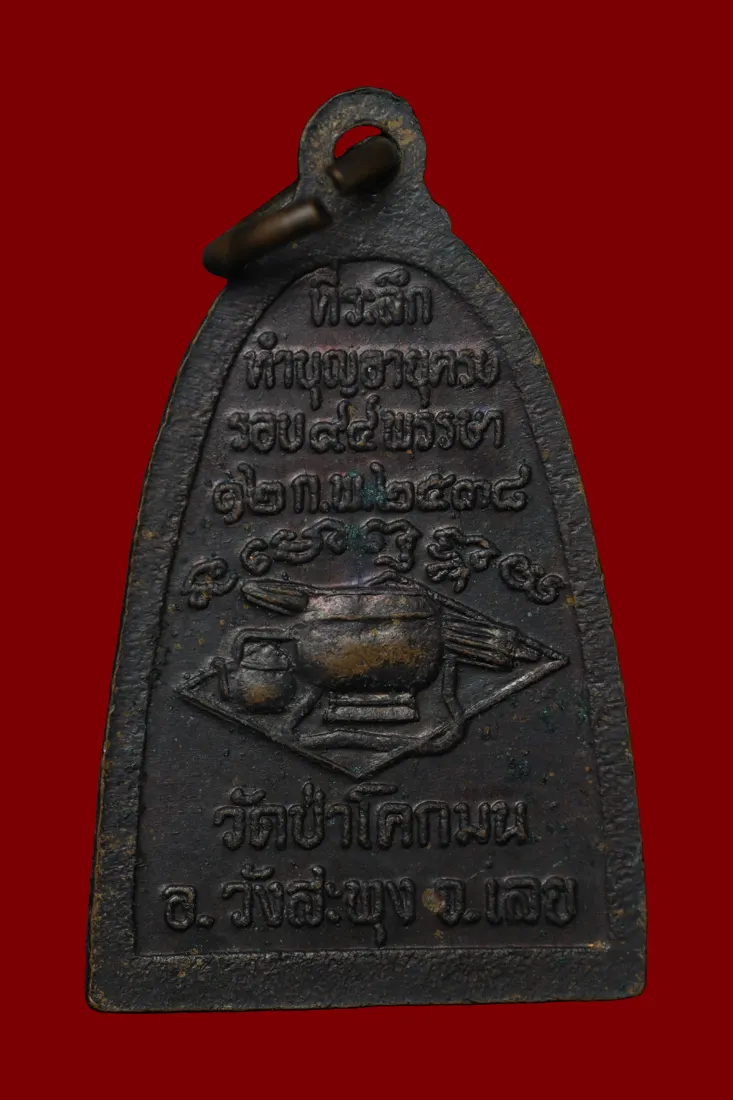 ที่ระลึก
ทำบุญอายุครบ
รอบ ๘๔ พรรษา
๑๒ ก.พ. ๒๕๓๘
วัดป่าโคกมน
อ. วังสะพุง จ. เลย